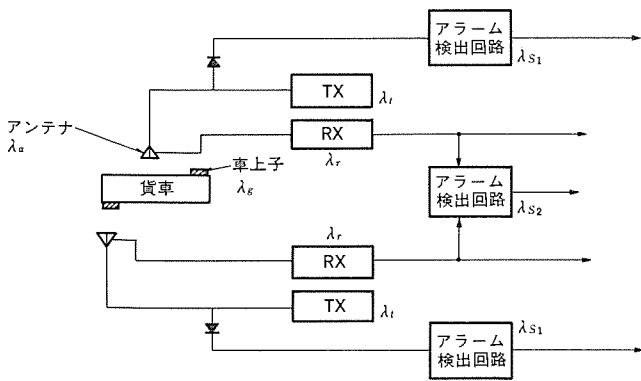 アラーム
検出回路
λS1
TX
λt
アンテナ
λa
RX
λr
車上子
λg
貨車
アラーム
検出回路
λS2
λr
RX
TX
λt
λS1
アラーム
検出回路